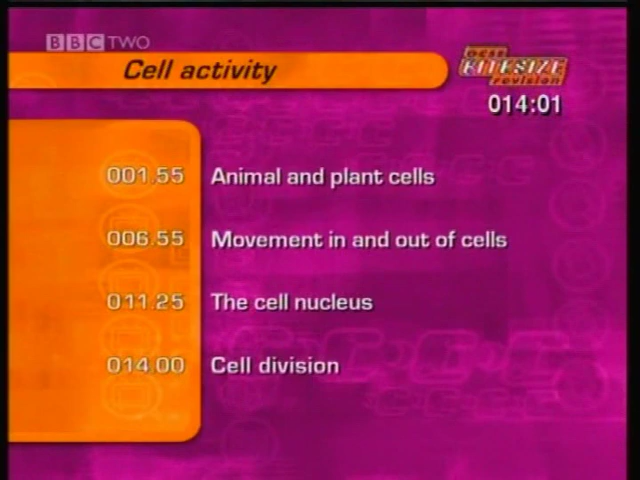 BBC TWO
Cell activity
GCSE
BITESIZE
revision
014:01
001.55 Animal and plant cells
006.55 Movement in and out of cells
011.25 The cell nucleus
014.00 Cell division